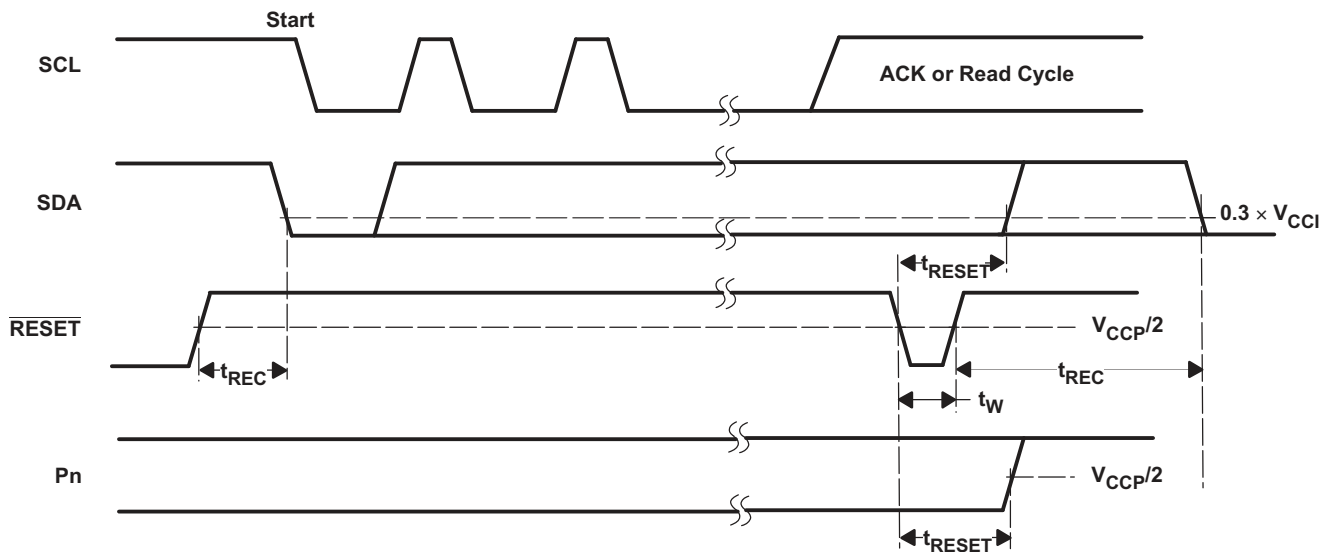 Start
SCL
ACK or Read Cycle
SDA
0.3 × VCCI
tRESET
RESET
VCCP/2
tREC
tREC
tW
Pn
VCCP/2
tRESET